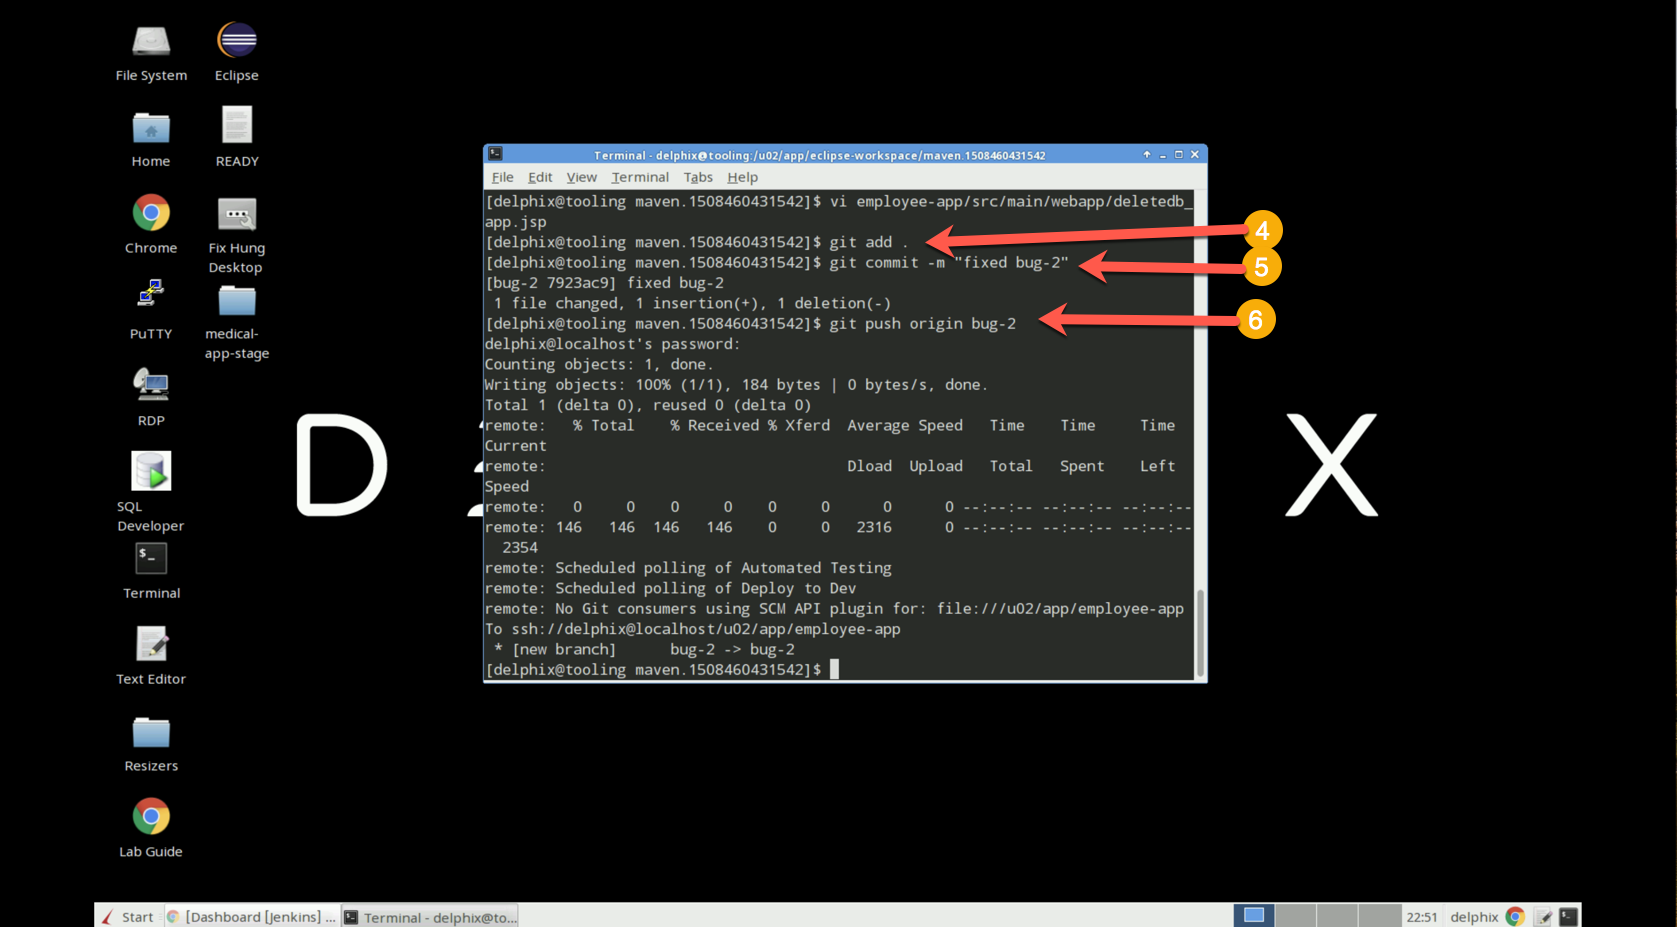 File System
Eclipse
Home
READY
Chrome
Fix Hung
Desktop
PuTTY
medical-
app-stage
RDP
SQL
Developer
Terminal
Text Editor
Resizers
Lab Guide
D
X
Terminal - delphix@tooling:/u02/app/eclipse-workspace/maven.1508460431542
File Edit View Terminal Tabs Help
[delphix@tooling maven.1508460431542]$ vi employee-app/src/main/webapp/deletedb_
app.jsp
[delphix@tooling maven.1508460431542]$ git add .
[delphix@tooling maven.1508460431542]$ git commit -m "fixed bug-2"
[bug-2 7923ac9] fixed bug-2
1 file changed, 1 insertion(+), 1 deletion(-)
[delphix@tooling maven.1508460431542]$ git push origin bug-2
delphix@localhost's password:
Counting objects: 1, done.
Writing objects: 100% (1/1), 184 bytes | 0 bytes/s, done.
Total 1 (delta 0), reused 0 (delta 0)
remote: % Total % Received % Xferd Average Speed Time Time Time
Current
remote: Dload Upload Total Spent Left
Speed
remote: 0 0 0 0 0 0 0 0 --:--:-- --:--:-- --:--:--
remote: 146 146 146 146 0 0 2316 0 --:--:-- --:--:-- --:--:--
2354
remote: Scheduled polling of Automated Testing
remote: Scheduled polling of Deploy to Dev
remote: No Git consumers using SCM API plugin for: file:///u02/app/employee-app
To ssh://delphix@localhost/u02/app/employee-app
* [new branch] bug-2 -> bug-2
[delphix@tooling maven.1508460431542]$
4
5
6
Start
[Dashboard [Jenkins] ...
Terminal - delphix@to...
22:51
delphix